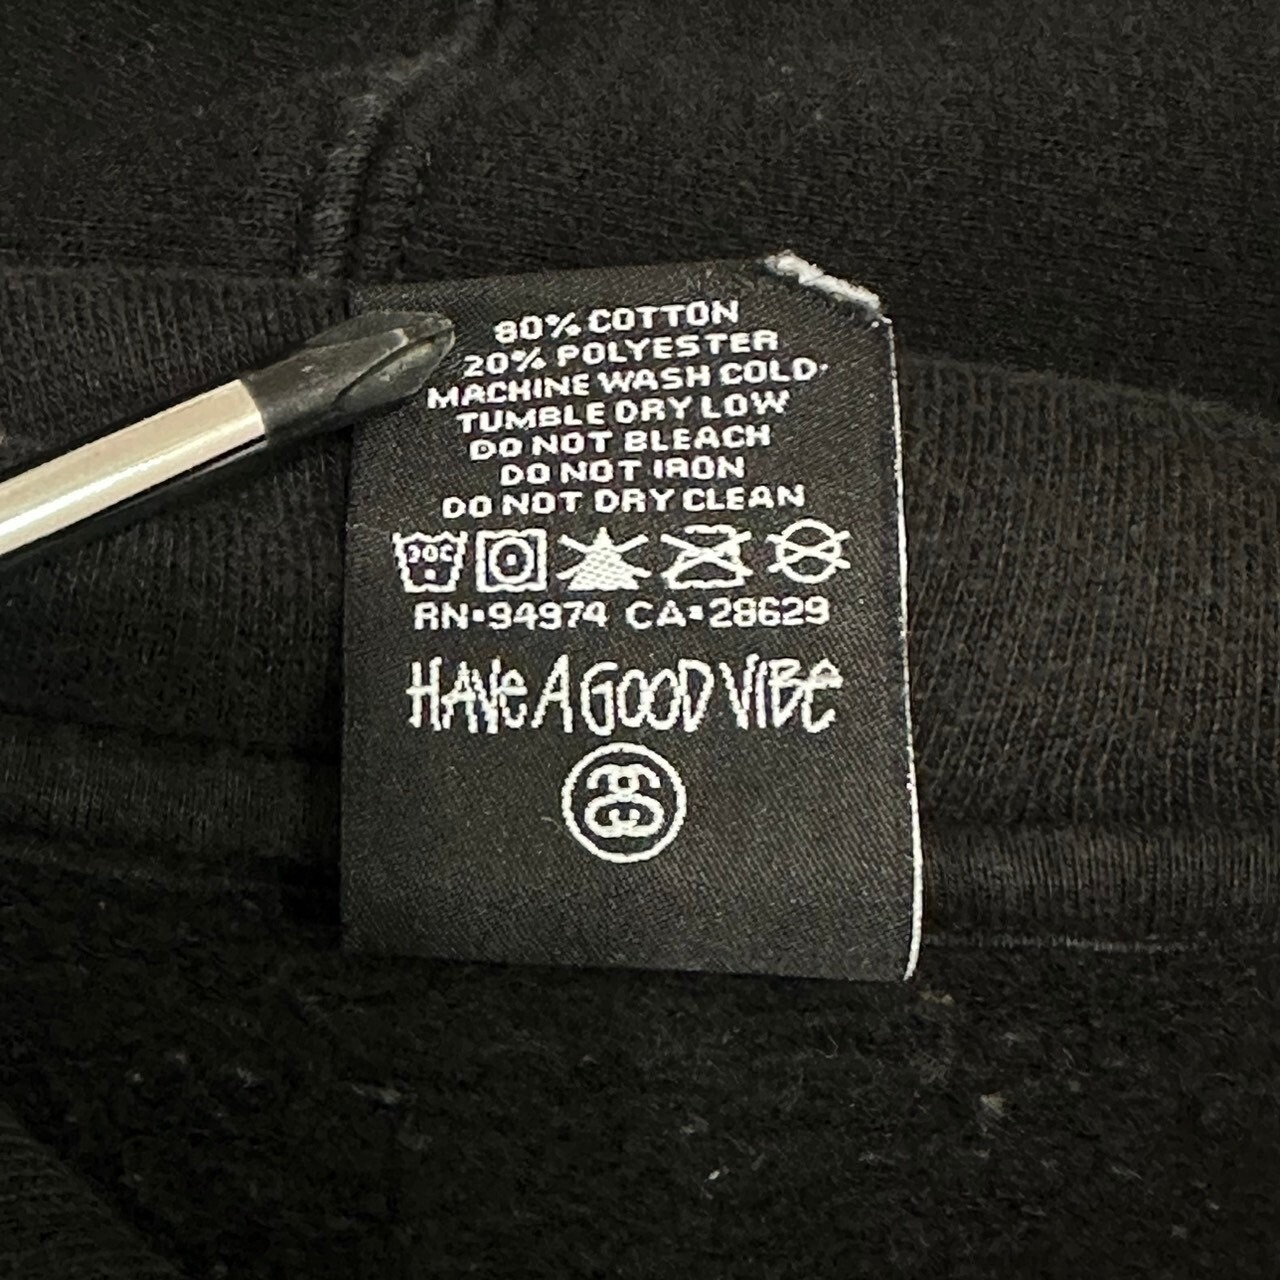 80% COTTON
20% POLYESTER
MACHINE WASH COLD
TUMBLE DRY LOW
DO NOT BLEACH
DO NOT IRON
DO NOT DRY CLEAN
30C
RN•94974 CA•28629
HAVE A GOOD VIBE